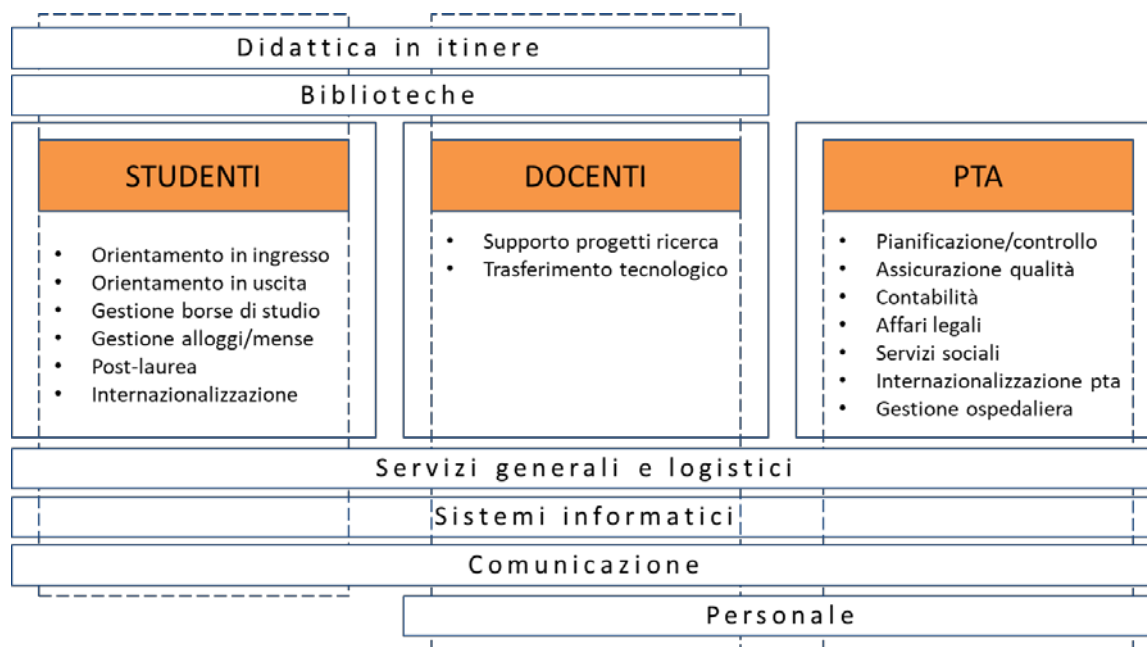 Didattica in itinere
Biblioteche
STUDENTI
Orientamento in ingresso
Orientamento in uscita
Gestione borse di studio
Gestione alloggi/mense
Post-laurea
Internazionalizzazione
DOCENTI
Supporto progetti ricerca
Trasferimento tecnologico
PTA
Pianificazione/controllo
Assicurazione qualità
Contabilità
Affari legali
Servizi sociali
Internazionalizzazione pta
Gestione ospedaliera
Servizi generali e logistici
Sistemi informatici
Comunicazione
Personale